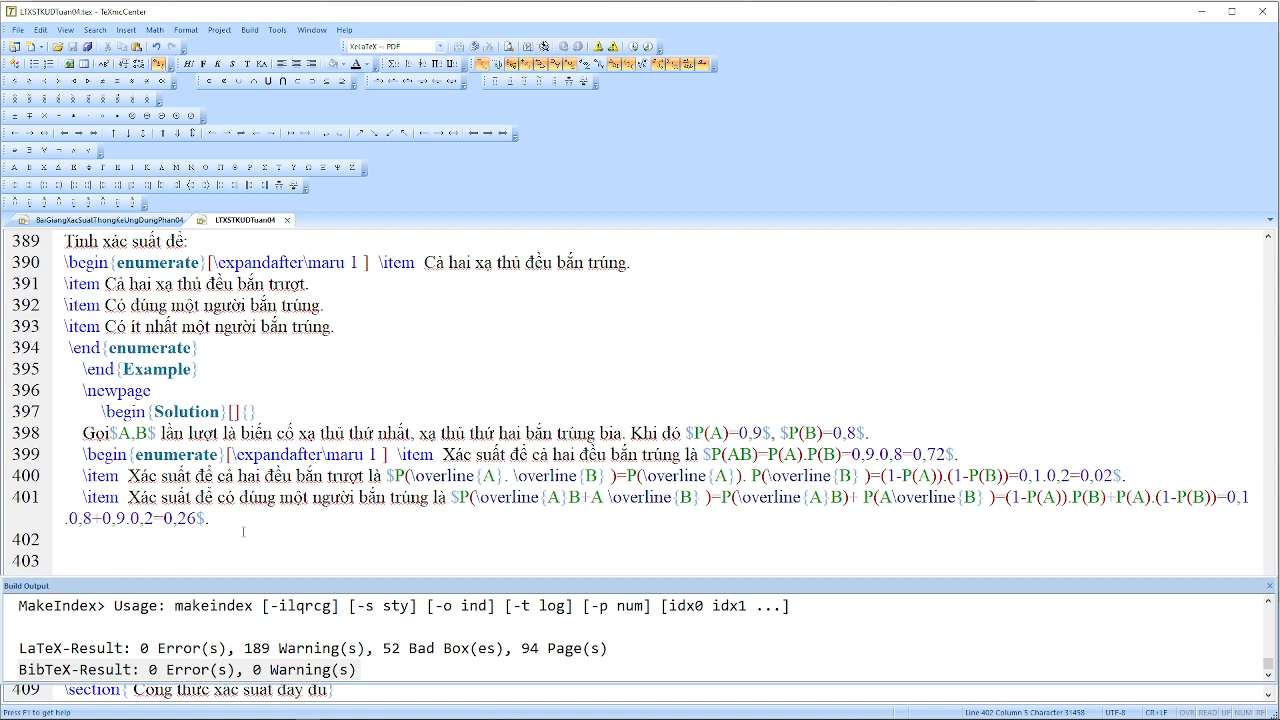 LTXSTKUDTuan04.tex - TeXnicCenter
File Edit View Search Insert Math Format Project Build Tools Window Help
XeLaTeX -- PDF
BaiGiangXacSuatThongKeUngDungPhan04 LTXSTKUDTuan04
389 Tính xác suất để:
390 \begin{enumerate}[\expandafter\maru 1 ] \item Cả hai xạ thủ đều bắn trúng.
391 \item Cả hai xạ thủ đều bắn trượt.
392 \item Có đúng một người bắn trúng.
393 \item Có ít nhất một người bắn trúng.
394 \end{enumerate}
395 \end{Example}
396 \newpage
397 \begin{Solution}[]{}
398 Gọi$A,B$ lần lượt là biến cố xạ thủ thứ nhất, xạ thủ thứ hai bắn trúng bia. Khi đó $P(A)=0,9$, $P(B)=0,8$.
399 \begin{enumerate}[\expandafter\maru 1 ] \item Xác suất để cả hai đều bắn trúng là $P(AB)=P(A).P(B)=0,9.0,8=0,72$.
400 \item Xác suất để cả hai đều bắn trượt là $P(\overline{A}. \overline{B} )=P(\overline{A}). P(\overline{B} )=(1-P(A)).(1-P(B))=0,1.0,2=0,02$.
401 \item Xác suất để có đúng một người bắn trúng là $P(\overline{A}B+A \overline{B} )=P(\overline{A}B)+ P(A\overline{B} )=(1-P(A)).P(B)+P(A).(1-P(B))=0,1
.0,8+0,9.0,2=0,26$.
402
403
Build Output
MakeIndex> Usage: makeindex [-ilqrcg] [-s sty] [-o ind] [-t log] [-p num] [idx0 idx1 ...]
LaTeX-Result: 0 Error(s), 189 Warning(s), 52 Bad Box(es), 94 Page(s)
BibTeX-Result: 0 Error(s), 0 Warning(s)
409 \section{ Công thức xác suất đầy đủ}
Press F1 to get help Line 402 Column 5 Character 31458 UTF-8 CR+LF OVR READ UF NUM RF